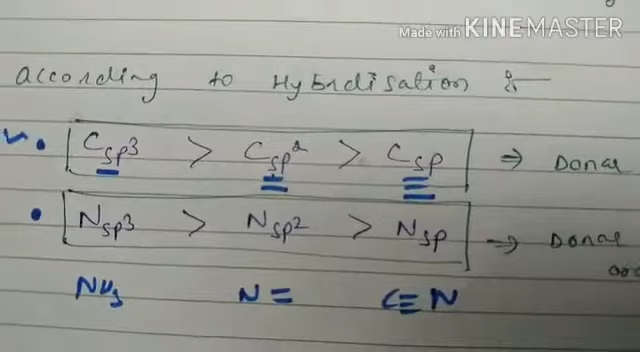 Made with KINEMASTER
According to Hybridisation :-
• Csp3 > Csp2 > Csp ⇒ Donar
• Nsp3 > Nsp2 > Nsp ⇒ Donar
NH3 N= C≡N